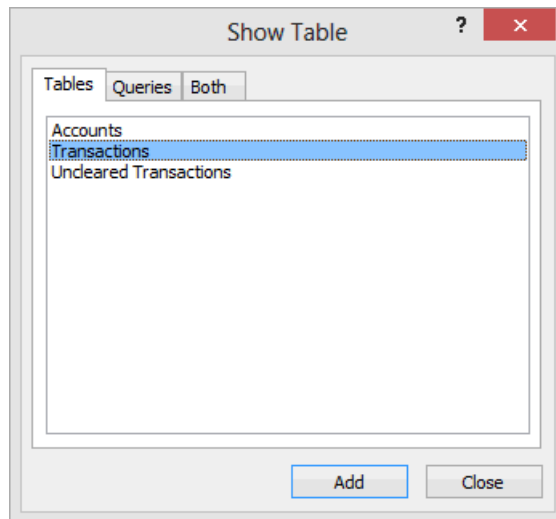 Show Table ?
Tables Queries Both
Accounts
Transactions
Uncleared Transactions
Add Close